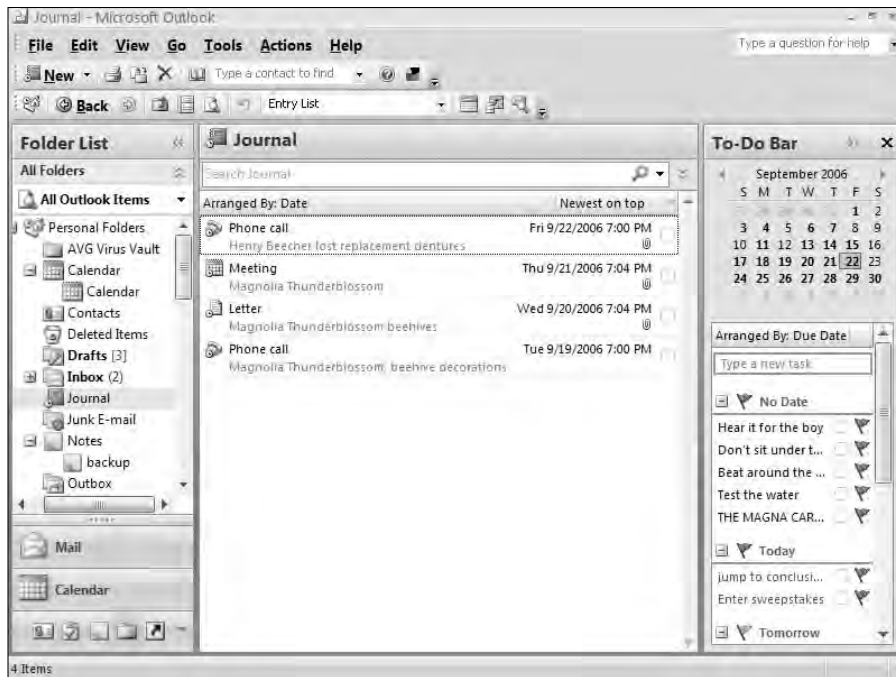 Journal - Microsoft Outlook
File Edit View Go Tools Actions Help
Type a question for help
New Type a contact to find
Back Entry List
Folder List
All Folders
All Outlook Items
Personal Folders
AVG Virus Vault
Calendar
Calendar
Contacts
Deleted Items
Drafts [3]
Inbox (2)
Journal
Junk E-mail
Notes
backup
Outbox
Mail
Calendar
Journal
Search Journal
Arranged By: Date Newest on top
Phone call Fri 9/22/2006 7:00 PM
Henry Beecher lost replacement dentures
Meeting Thu 9/21/2006 7:04 PM
Magnolia Thunderblossom
Letter Wed 9/20/2006 7:04 PM
Magnolia Thunderblossom beehives
Phone call Tue 9/19/2006 7:00 PM
Magnolia Thunderblossom; beehive decorations
To-Do Bar
September 2006
S M T W T F S
1 2
3 4 5 6 7 8 9
10 11 12 13 14 15 16
17 18 19 20 21 22 23
24 25 26 27 28 29 30
Arranged By: Due Date
Type a new task
No Date
Hear it for the boy
Don't sit under t...
Beat around the ...
Test the water
THE MAGNA CAR...
Today
jump to conclusi...
Enter sweepstakes
Tomorrow
4 Items